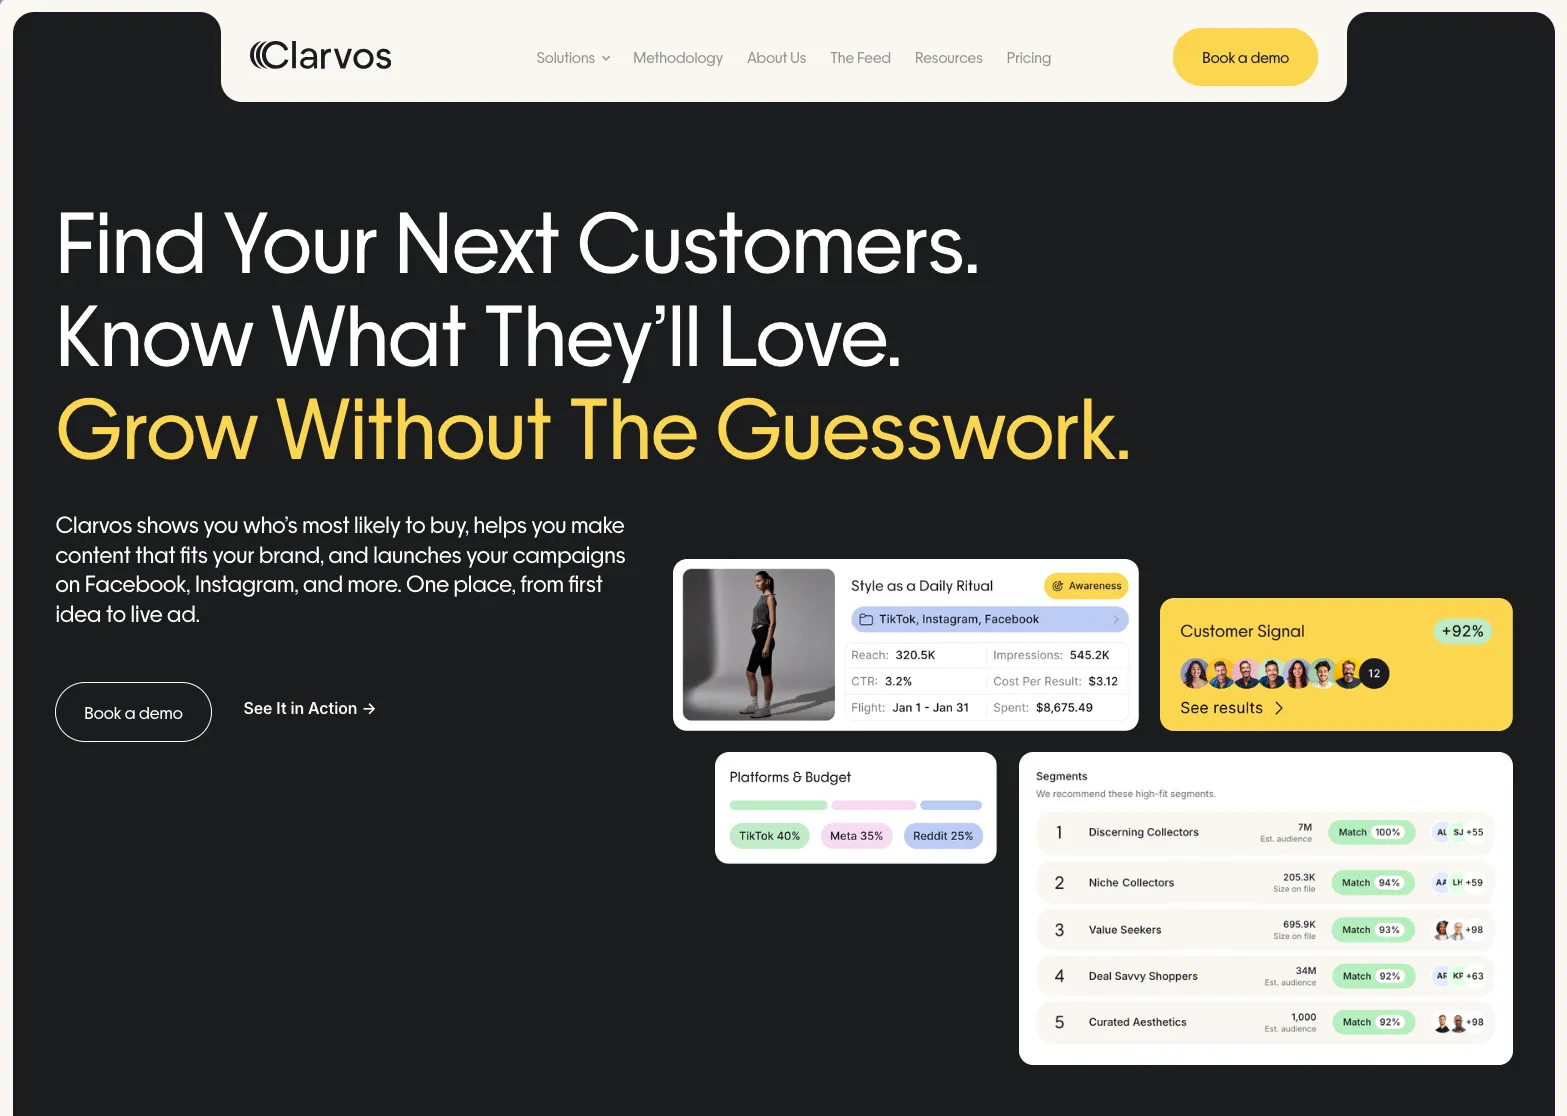 Clarvos
Solutions
Methodology
About Us
The Feed
Resources
Pricing
Book a demo
Find Your Next Customers.
Know What They'll Love.
Grow Without The Guesswork.
Clarvos shows you who's most likely to buy, helps you make
content that fits your brand, and launches your campaigns
on Facebook, Instagram, and more. One place, from first
idea to live ad.
Book a demo
See It in Action →
Style as a Daily Ritual
Awareness
TikTok, Instagram, Facebook
Reach: 320.5K
Impressions: 545.2K
CTR: 3.2%
Cost Per Result: $3.12
Flight: Jan 1 - Jan 31
Spent: $8,675.49
Customer Signal
+92%
12
See results
Platforms & Budget
TikTok 40%
Meta 35%
Reddit 25%
Segments
We recommend these high-fit segments.
1 Discerning Collectors
7M
Est. audience
Match 100%
AL SJ +55
2 Niche Collectors
205.3K
Size on file
Match 94%
AA LH +59
3 Value Seekers
695.9K
Size on file
Match 93%
+98
4 Deal Savvy Shoppers
34M
Est. audience
Match 92%
KP +63
5 Curated Aesthetics
1,000
Est. audience
Match 92%
+98